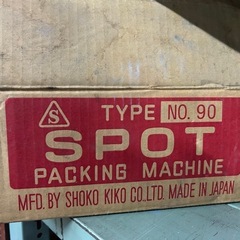 S TYPE NO. 90
SPOT
PACKING MACHINE
MFD. BY SHOKO KIKO CO.LTD. MADE IN JAPAN